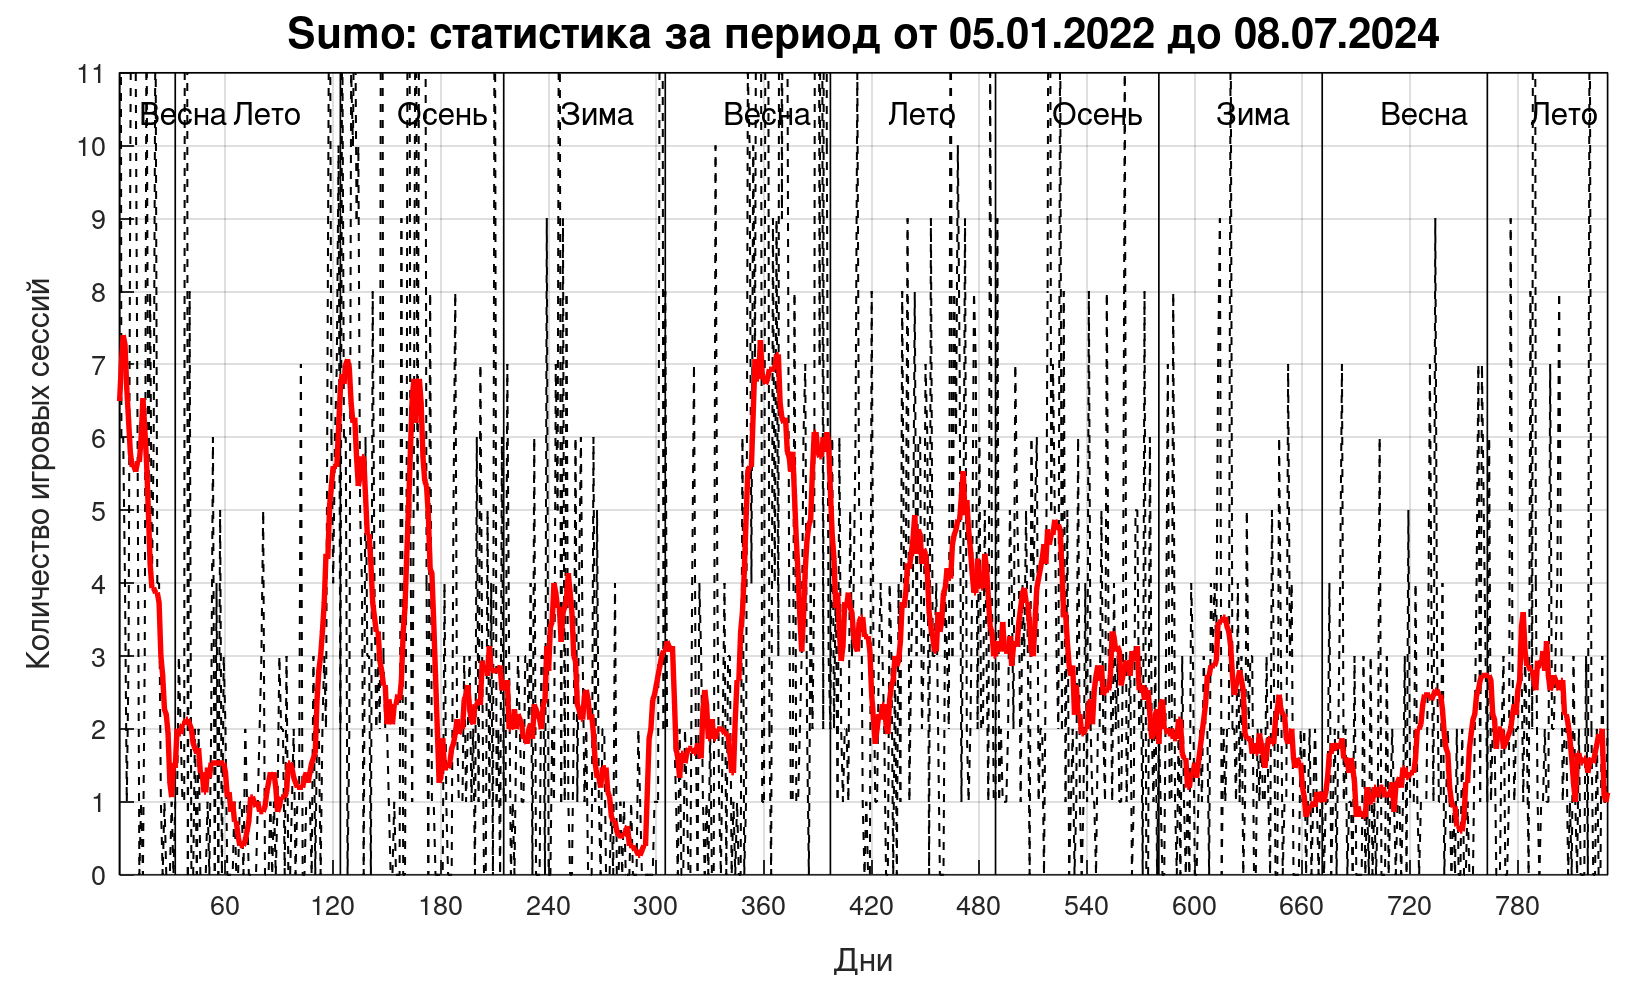 Sumo: статистика за период от 05.01.2022 до 08.07.2024
11
Весна Лето Осень Зима Весна Лето Осень Зима Весна Лето
10
9
8
7
6
5
4
3
2
1
0
Количество игровых сессий
60 120 180 240 300 360 420 480 540 600 660 720 780
Дни